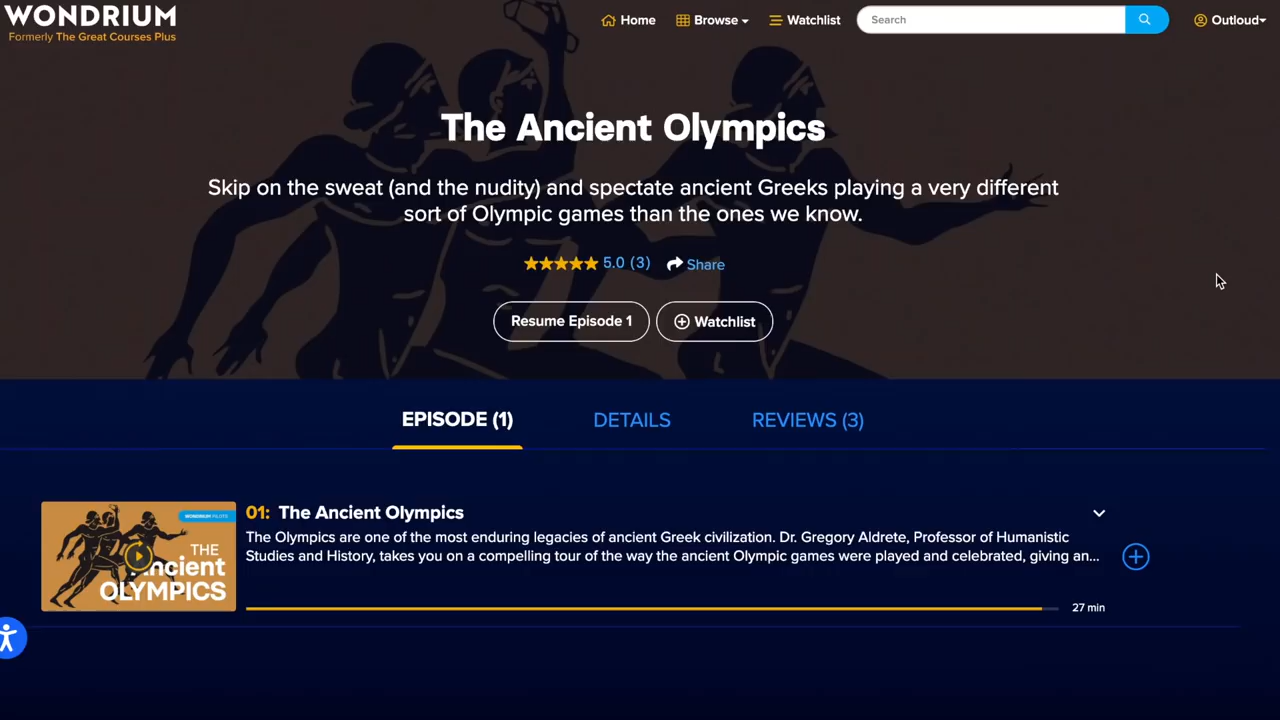 WONDRIUM
Formerly The Great Courses Plus
Home
Browse
Watchlist
Search
Outloud
The Ancient Olympics
Skip on the sweat (and the nudity) and spectate ancient Greeks playing a very different
sort of Olympic games than the ones we know.
5.0 (3)
Share
Resume Episode 1
Watchlist
EPISODE (1)
DETAILS
REVIEWS (3)
WONDRIUM PILOTS
THE
Ancient
OLYMPICS
01: The Ancient Olympics
The Olympics are one of the most enduring legacies of ancient Greek civilization. Dr. Gregory Aldrete, Professor of Humanistic
Studies and History, takes you on a compelling tour of the way the ancient Olympic games were played and celebrated, giving an...
27 min